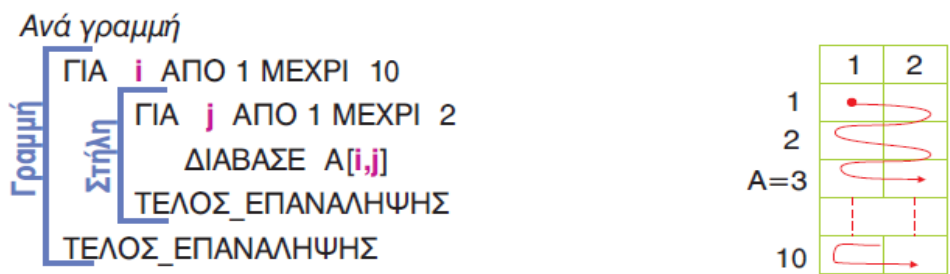 Ανά γραμμή
ΓΙΑ i ΑΠΟ 1 ΜΕΧΡΙ 10
ΓΙΑ j ΑΠΟ 1 ΜΕΧΡΙ 2
ΔΙΑΒΑΣΕ A[i,j]
ΤΕΛΟΣ_ΕΠΑΝΑΛΗΨΗΣ
ΤΕΛΟΣ_ΕΠΑΝΑΛΗΨΗΣ
Γραμμή
Στήλη
1 2
1
2
A=3
10